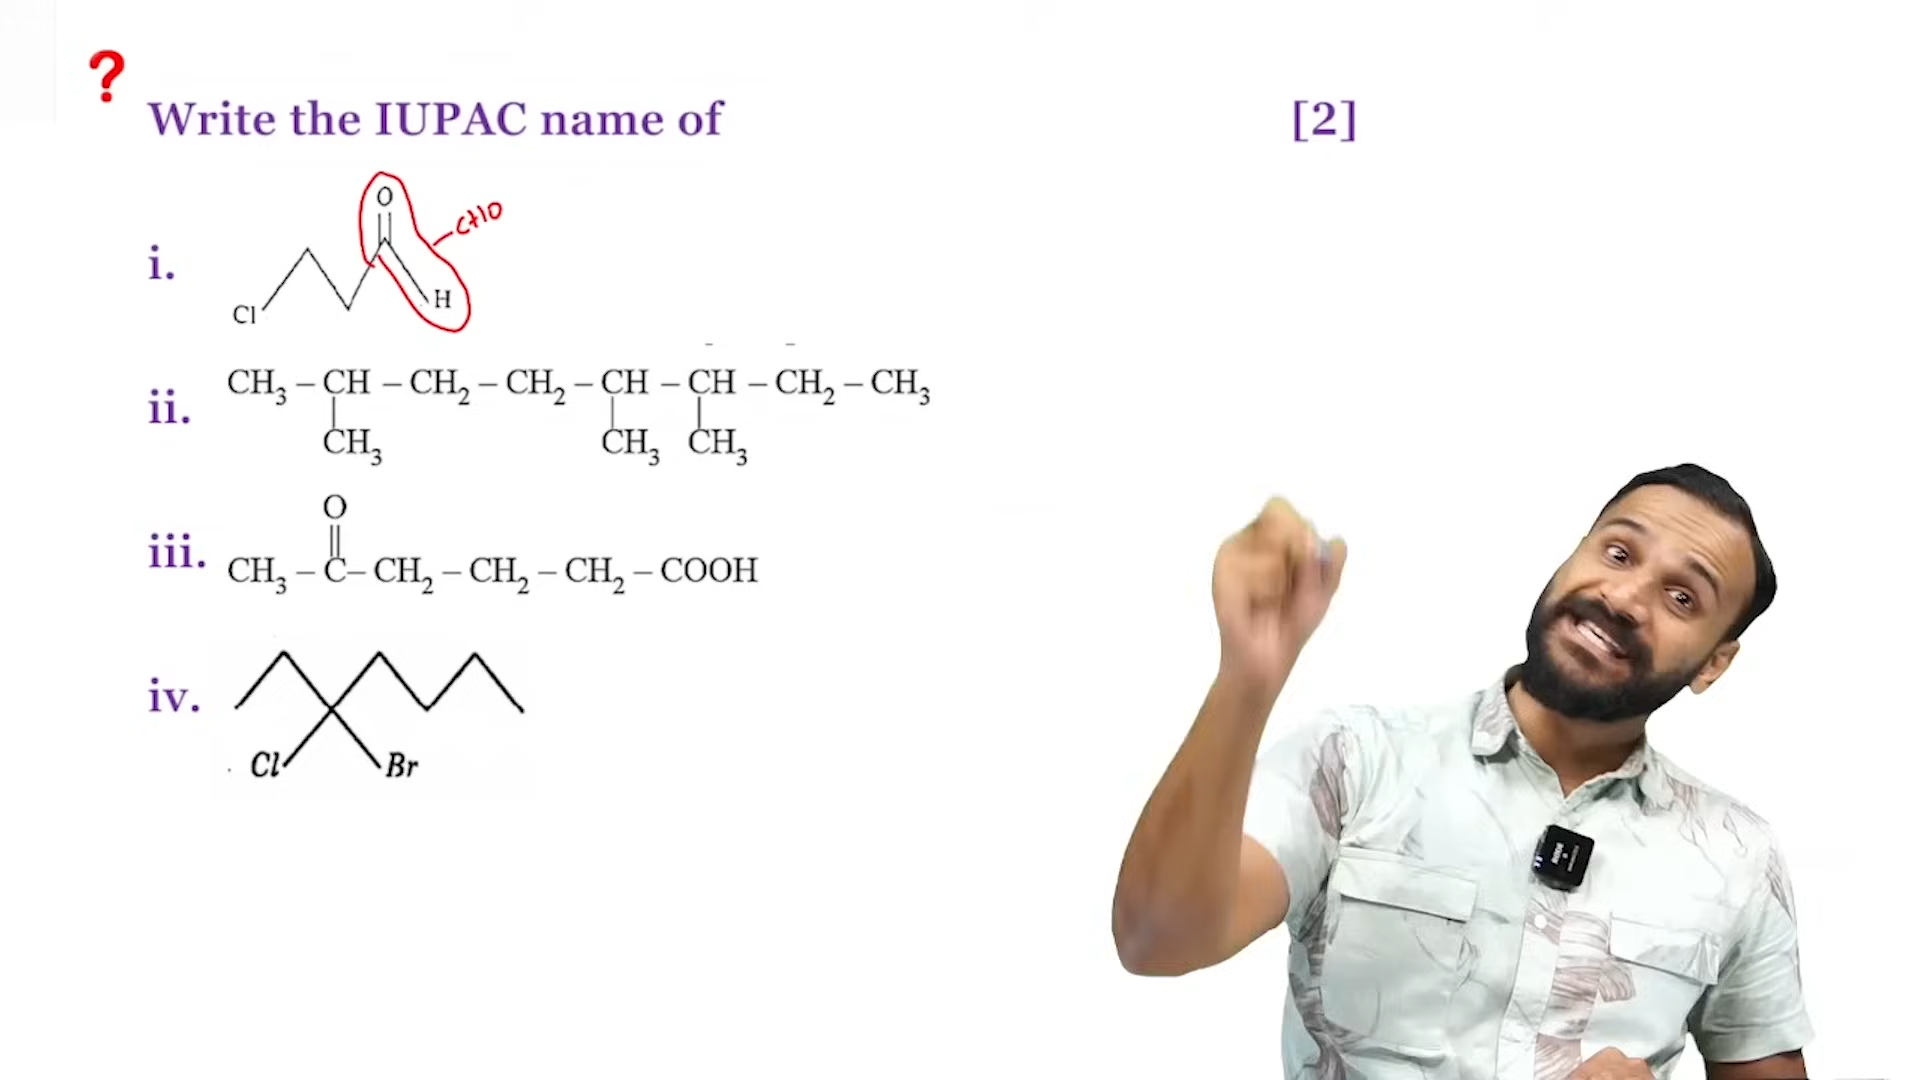 ?
Write the IUPAC name of [2]
i.
O
CHO
Cl
H
ii.
CH₃ – CH – CH₂ – CH₂ – CH – CH – CH₂ – CH₃
CH₃ CH₃ CH₃
iii.
O
CH₃ – C – CH₂ – CH₂ – CH₂ – COOH
iv.
Cl Br